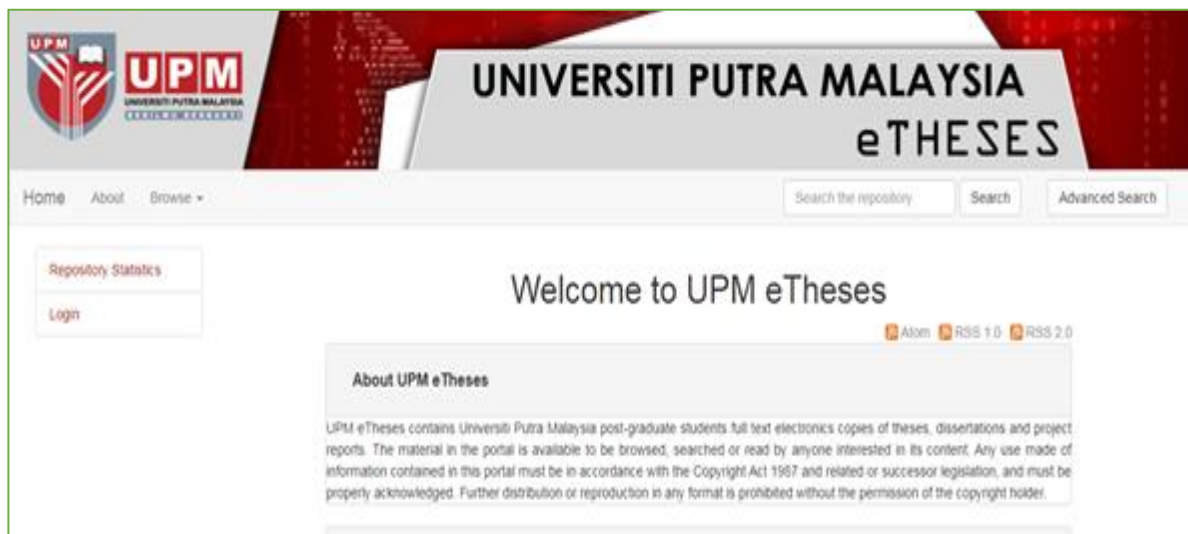 UPM
UPM
UNIVERSITI PUTRA MALAYSIA
BERILMU BERBAKTI
UNIVERSITI PUTRA MALAYSIA
eTHESES
Home About Browse
Search the repository Search Advanced Search
Repository Statistics
Login
Welcome to UPM eTheses
Atom RSS 1.0 RSS 2.0
About UPM eTheses
UPM eTheses contains Universiti Putra Malaysia post-graduate students full text electronics copies of theses, dissertations and project
reports. The material in the portal is available to be browsed, searched or read by anyone interested in its content. Any use made of
information contained in this portal must be in accordance with the Copyright Act 1987 and related or successor legislation, and must be
properly acknowledged. Further distribution or reproduction in any format is prohibited without the permission of the copyright holder.